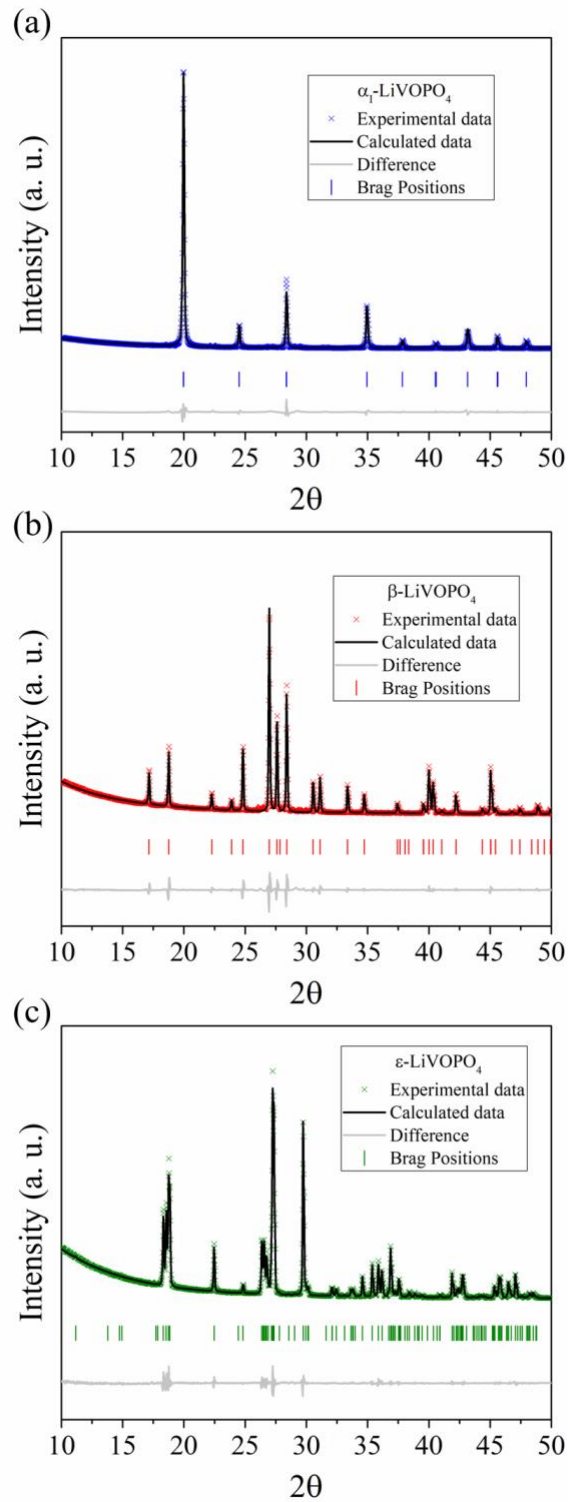 (a)
α₁-LiVOPO₄
Experimental data
Calculated data
Difference
Brag Positions
Intensity (a. u.)
10 15 20 25 30 35 40 45 50
2θ
(b)
β-LiVOPO₄
Experimental data
Calculated data
Difference
Brag Positions
Intensity (a. u.)
10 15 20 25 30 35 40 45 50
2θ
(c)
ε-LiVOPO₄
Experimental data
Calculated data
Difference
Brag Positions
Intensity (a. u.)
10 15 20 25 30 35 40 45 50
2θ